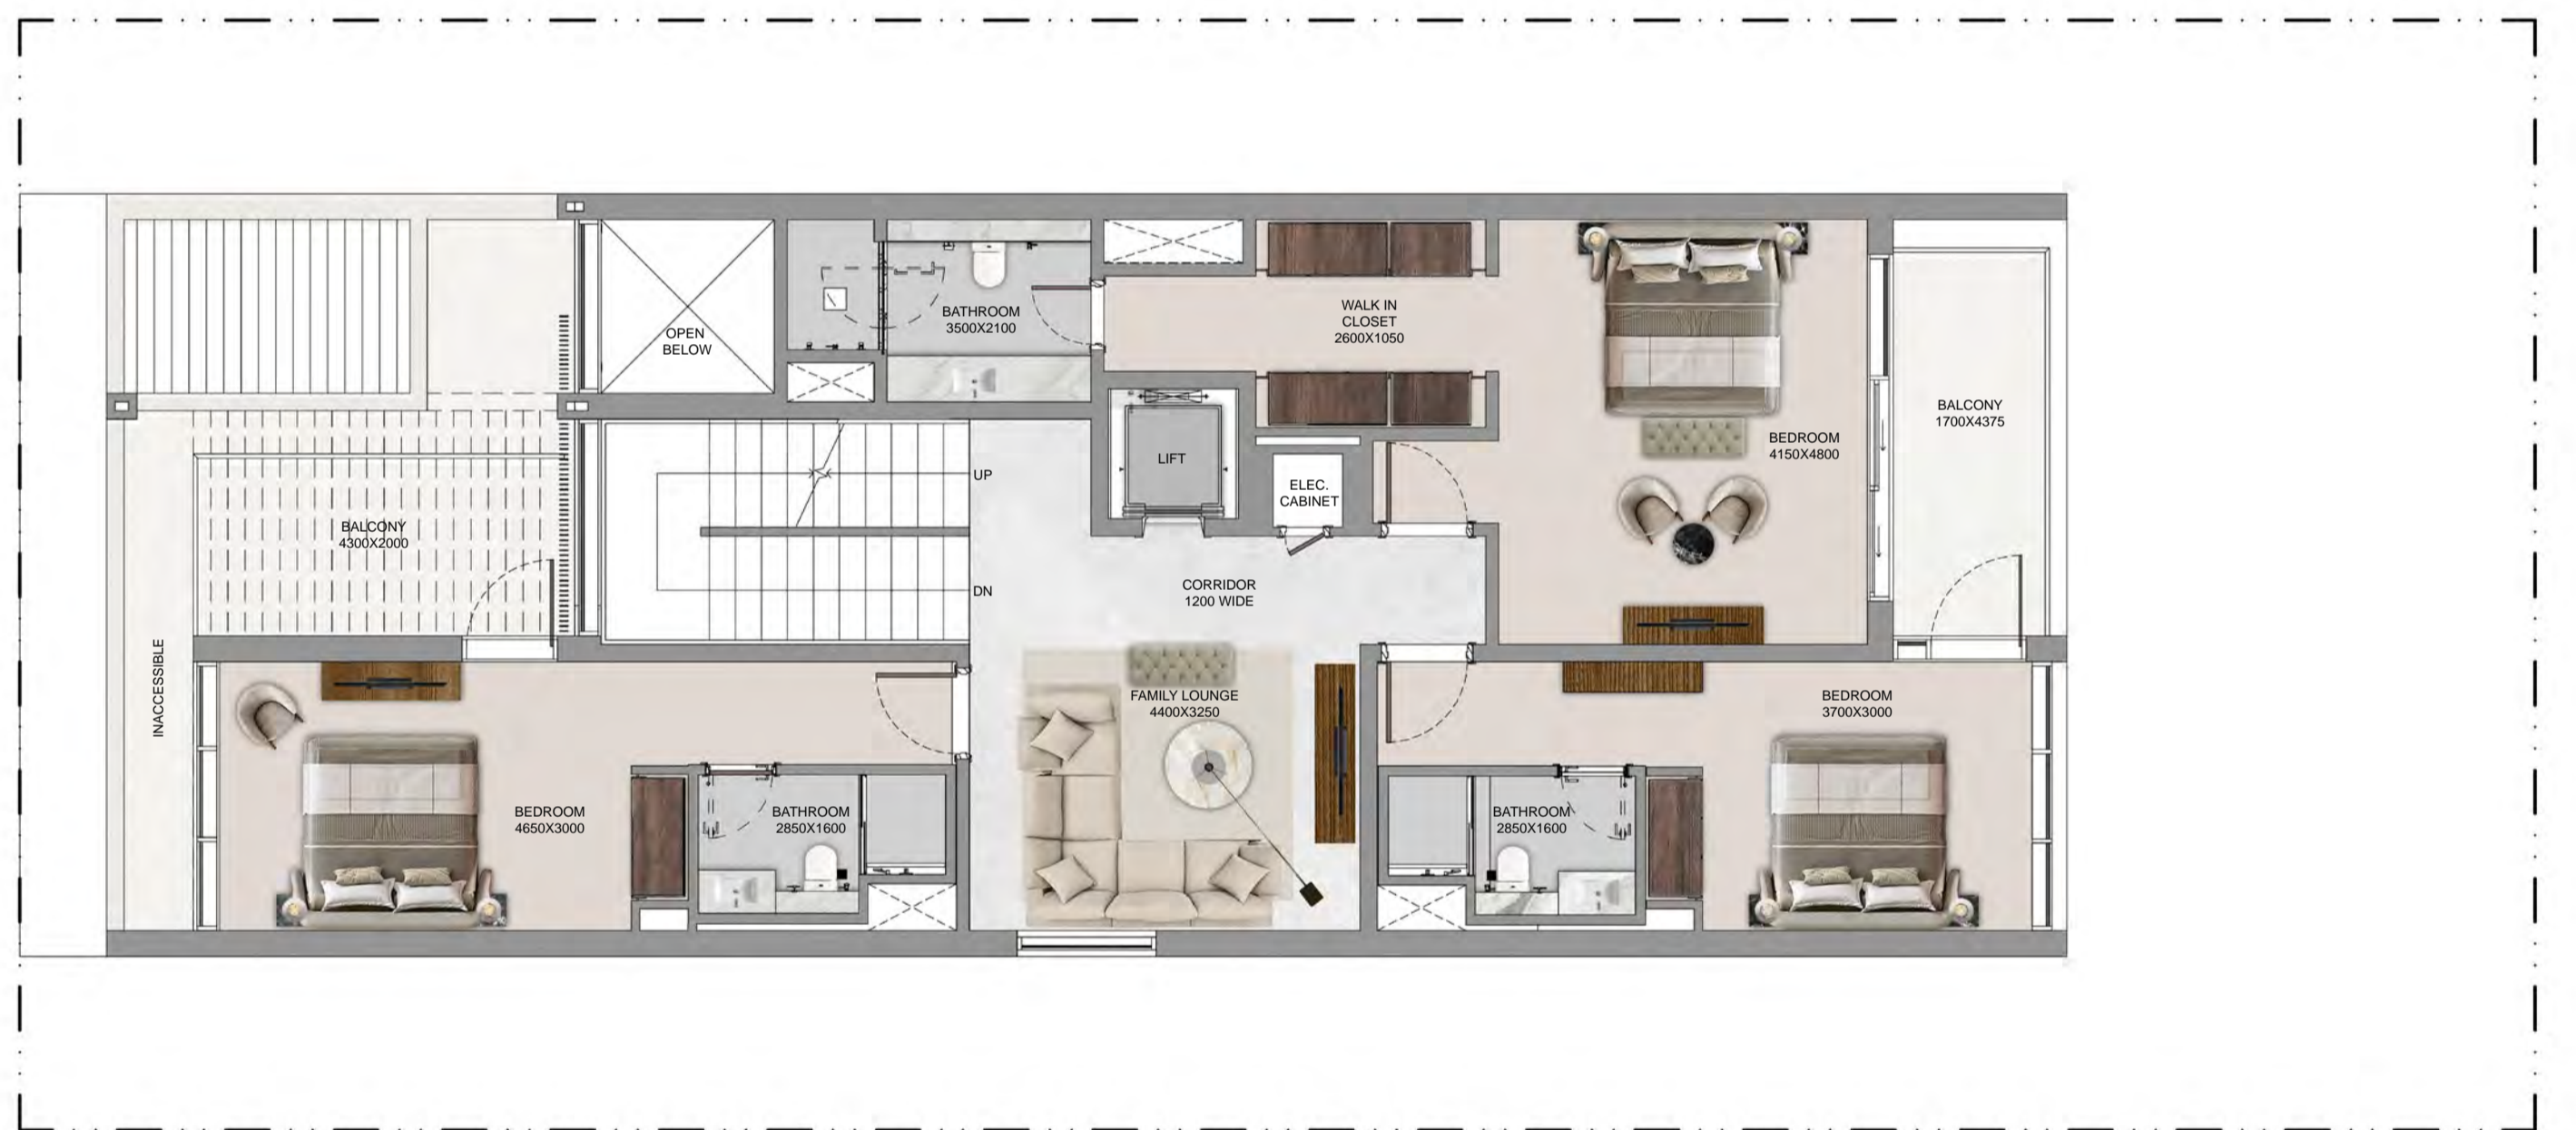 OPEN
BELOW
BATHROOM
3500X2100
WALK IN
CLOSET
2600X1050
BALCONY
1700X4375
BEDROOM
4150X4800
LIFT
UP
ELEC.
CABINET
BALCONY
4300X2000
DN
CORRIDOR
1200 WIDE
INACCESSIBLE
FAMILY LOUNGE
4400X3250
BEDROOM
3700X3000
BEDROOM
4650X3000
BATHROOM
2850X1600
BATHROOM
2850X1600